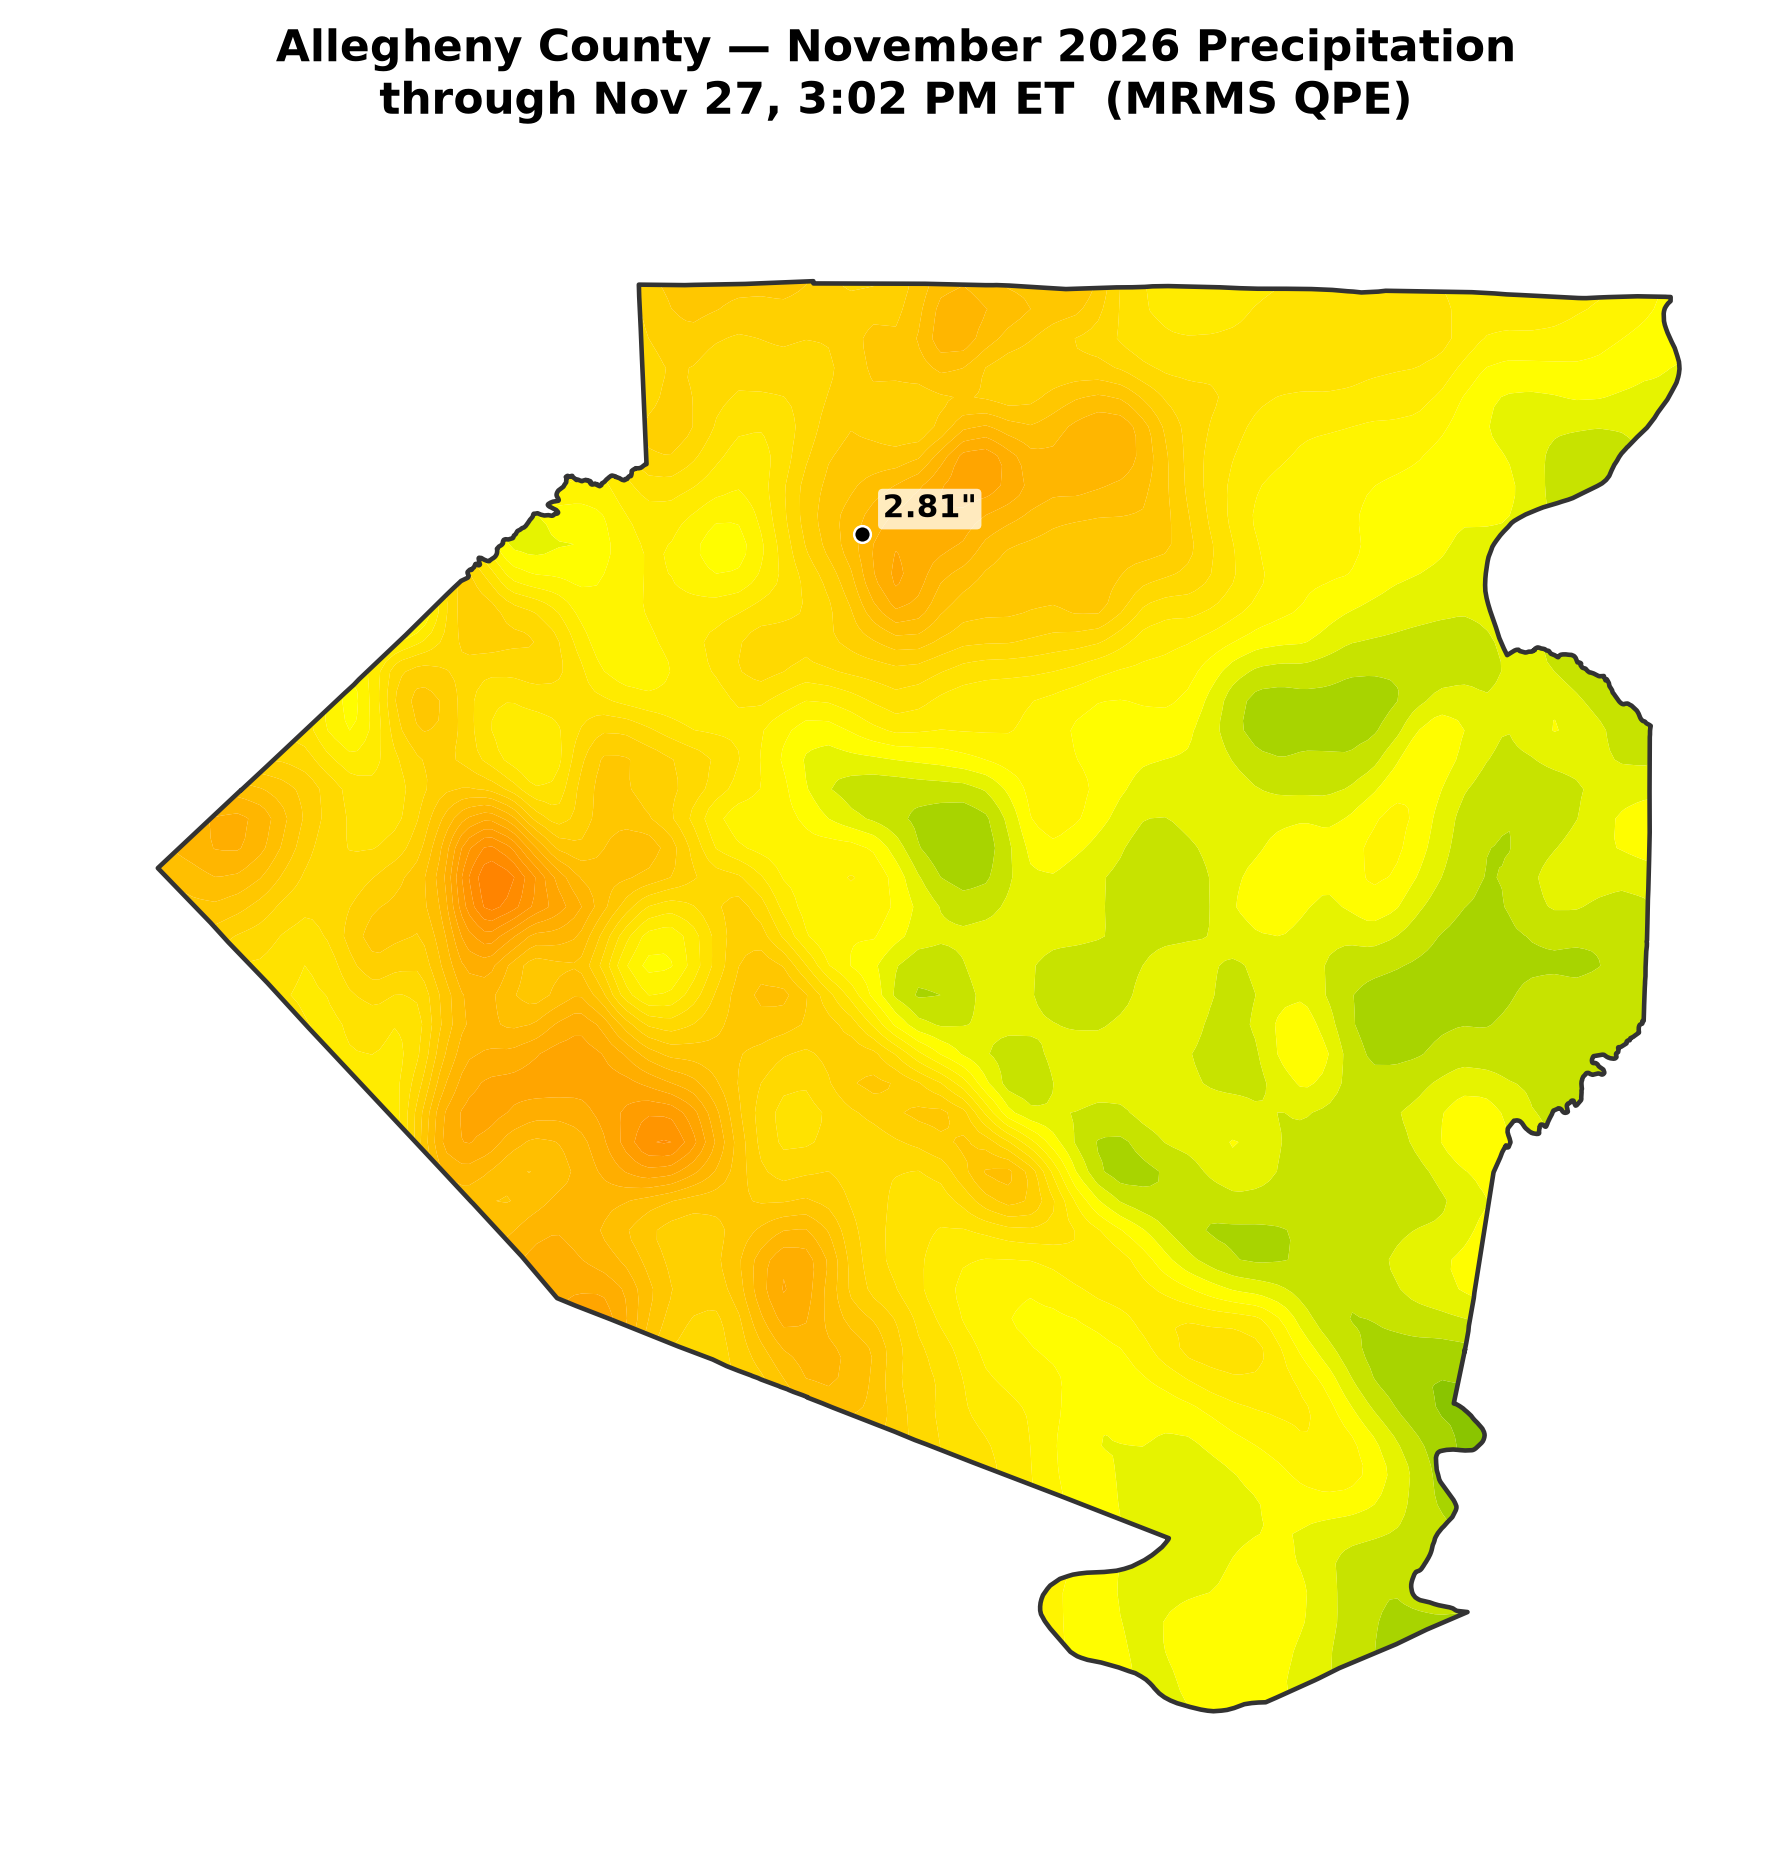 Allegheny County — November 2026 Precipitation
through Nov 27, 3:02 PM ET (MRMS QPE)
2.81"